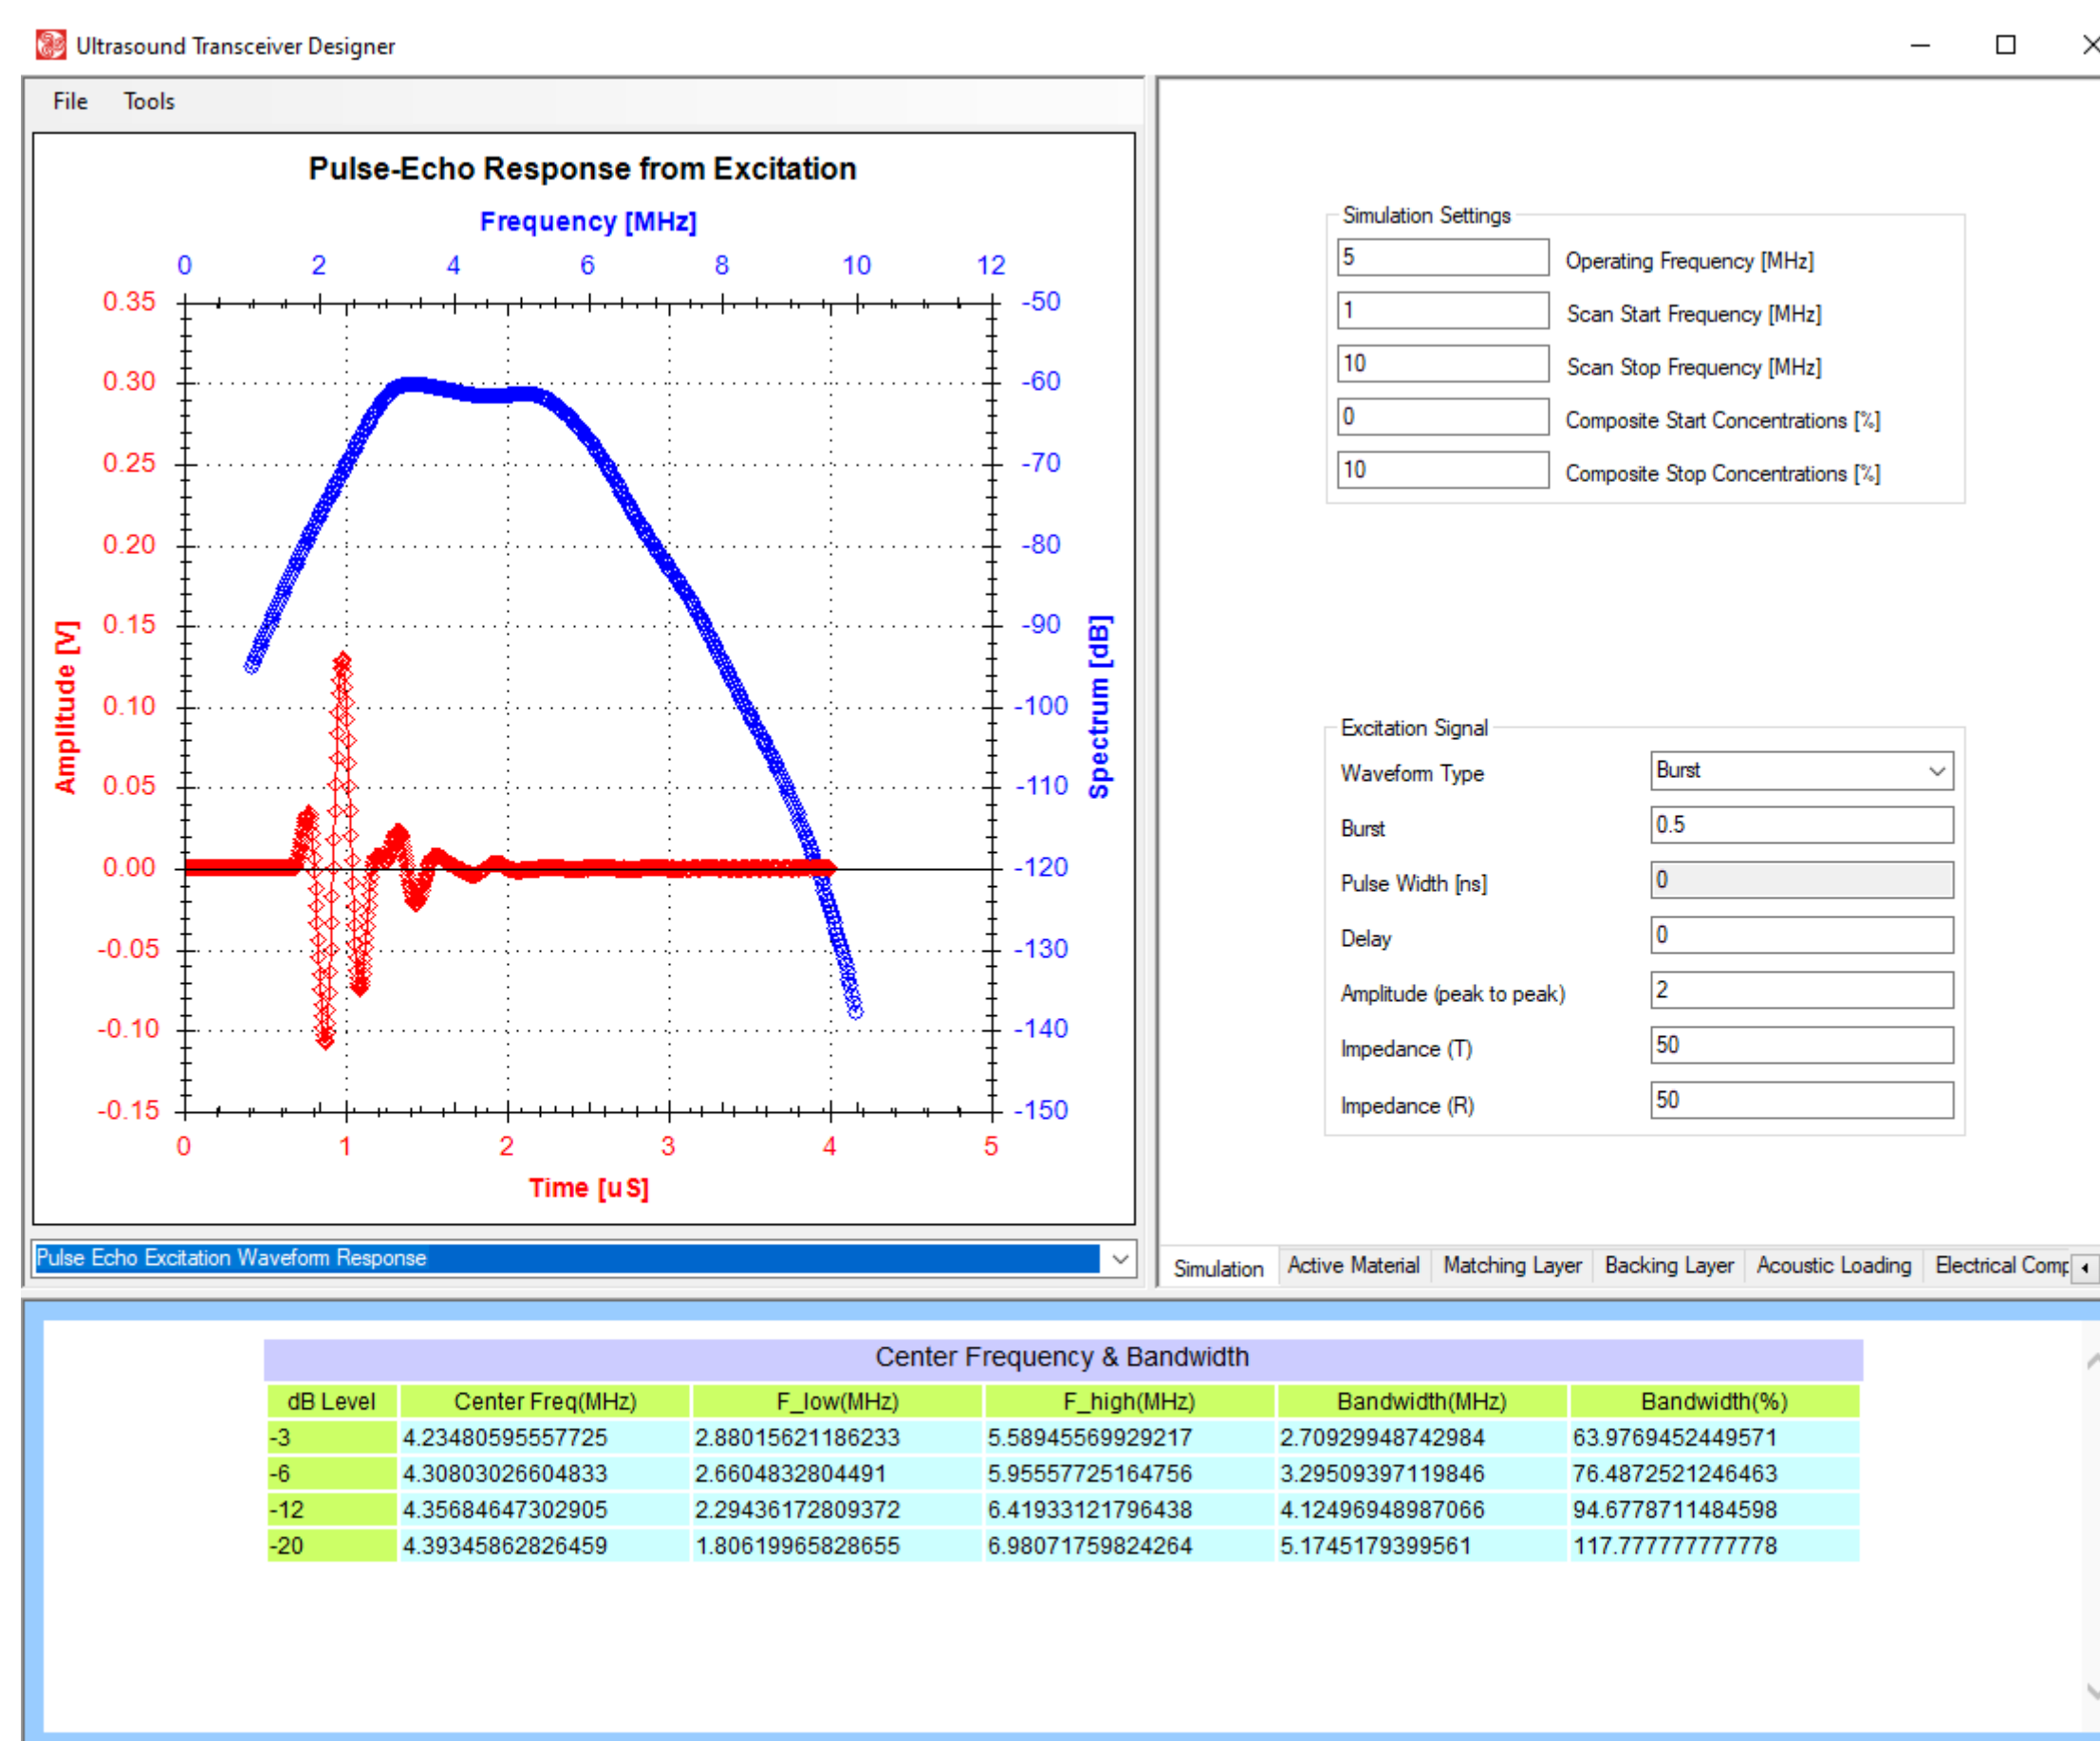 Ultrasound Transceiver Designer
File Tools
Pulse-Echo Response from Excitation
Frequency [MHz]
0 2 4 6 8 10 12
0.35 -50
0.30 -60
0.25 -70
0.20 -80
0.15 -90
0.10 -100
0.05 -110
0.00 -120
-0.05 -130
-0.10 -140
-0.15 -150
Amplitude [V]
Spectrum [dB]
0 1 2 3 4 5
Time [uS]
Pulse Echo Excitation Waveform Response
Simulation Settings
5 Operating Frequency [MHz]
1 Scan Start Frequency [MHz]
10 Scan Stop Frequency [MHz]
0 Composite Start Concentrations [%]
10 Composite Stop Concentrations [%]
Excitation Signal
Waveform Type Burst
Burst 0.5
Pulse Width [ns] 0
Delay 0
Amplitude (peak to peak) 2
Impedance (T) 50
Impedance (R) 50
Simulation Active Material Matching Layer Backing Layer Acoustic Loading Electrical Comp
Center Frequency & Bandwidth
dB Level Center Freq(MHz) F_low(MHz) F_high(MHz) Bandwidth(MHz) Bandwidth(%)
-3 4.23480595557725 2.88015621186233 5.58945569929217 2.70929948742984 63.9769452449571
-6 4.30803026604833 2.6604832804491 5.95557725164756 3.29509397119846 76.4872521246463
-12 4.35684647302905 2.29436172809372 6.41933121796438 4.12496948987066 94.6778711484598
-20 4.39345862826459 1.80619965828655 6.98071759824264 5.1745179399561 117.777777777778